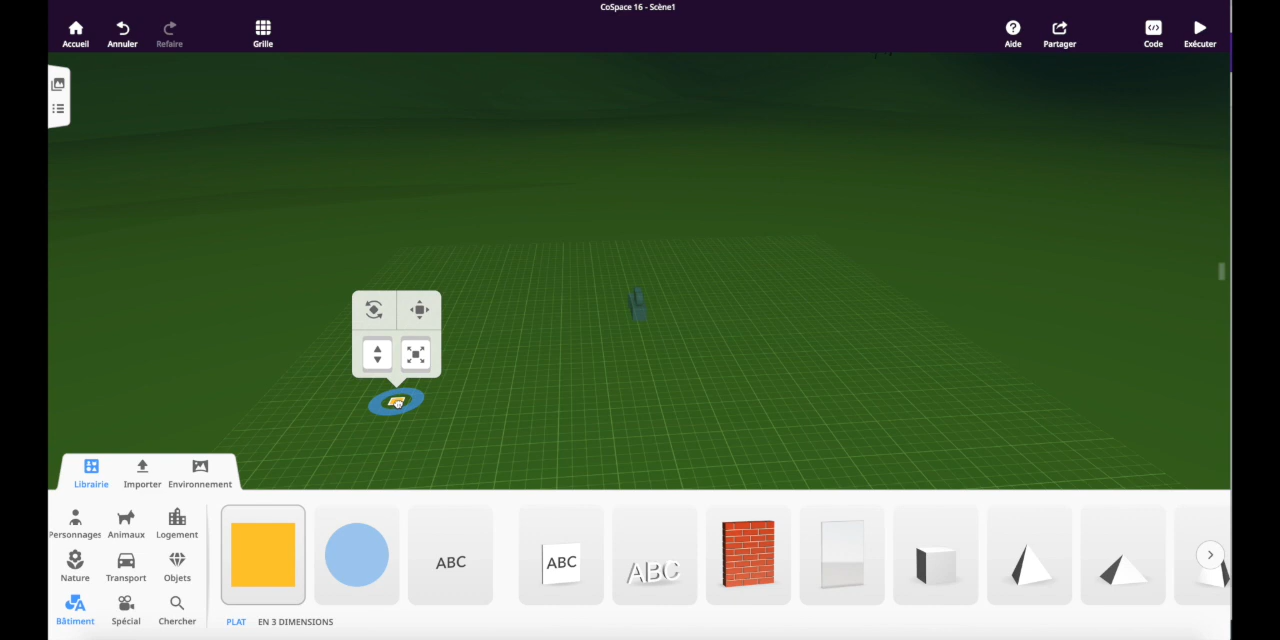 CoSpace 16 - Scène1
Accueil
Annuler
Refaire
Grille
Aide
Partager
Code
Exécuter
Librairie
Importer
Environnement
Personnages
Animaux
Logement
Nature
Transport
Objets
Bâtiment
Spécial
Chercher
ABC
ABC
ABC
PLAT
EN 3 DIMENSIONS